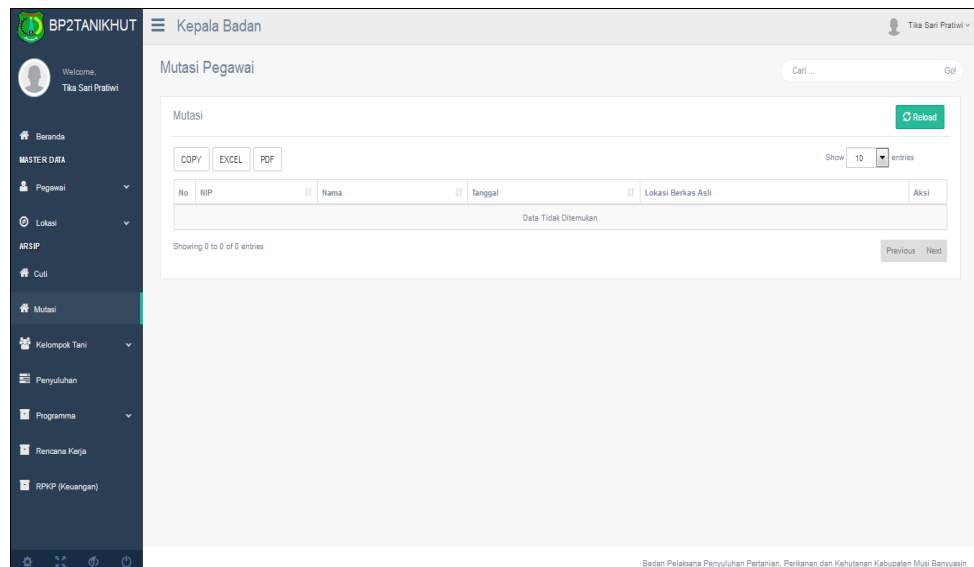 BP2TANIKHUT
Kepala Badan
Tika Sari Pratiwi
Welcome,
Tika Sari Pratiwi
Mutasi Pegawai
Cari ...
Go!
Beranda
MASTER DATA
Pegawai
Lokasi
ARSIP
Cuti
Mutasi
Kelompok Tani
Penyuluhan
Programma
Rencana Kerja
RPKP (Keuangan)
Mutasi
Reload
COPY EXCEL PDF
Show 10 entries
No NIP Nama Tanggal Lokasi Berkas Asli Aksi
Data Tidak Ditemukan
Showing 0 to 0 of 0 entries
Previous Next
Badan Pelaksana Penyuluhan Pertanian, Perikanan dan Kehutanan Kabupaten Musi Banyuasin